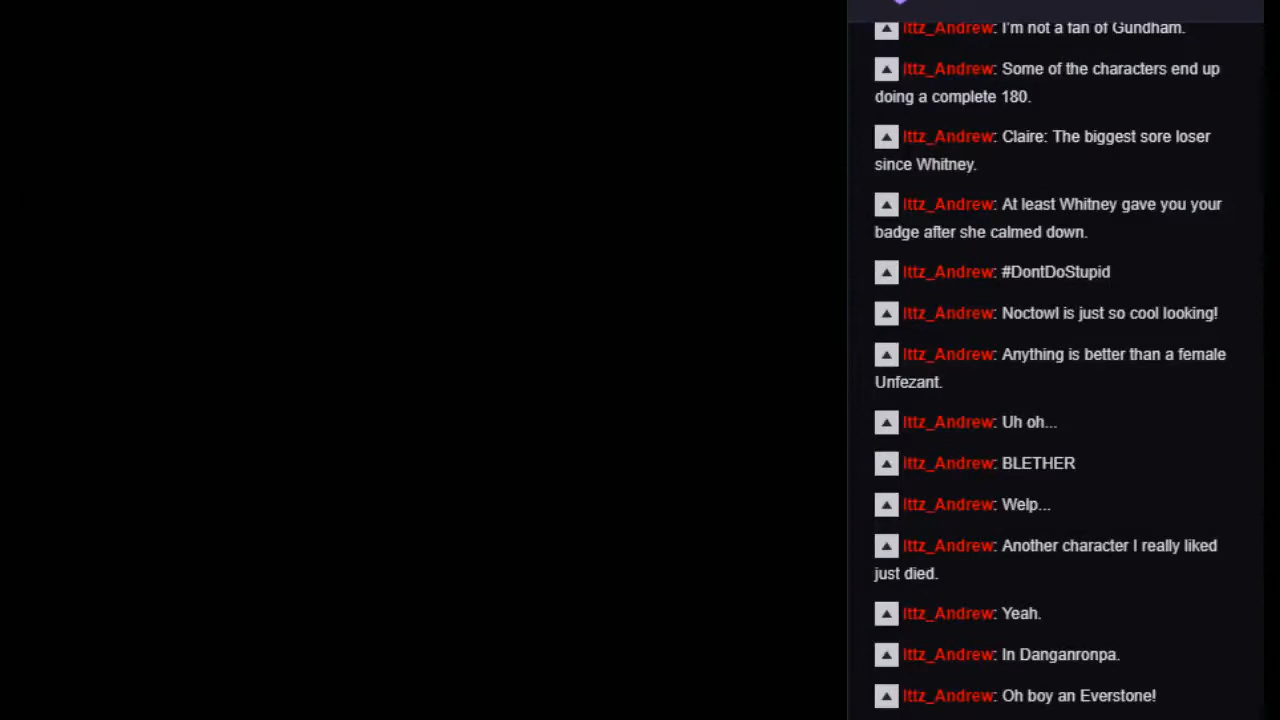 Ittz_Andrew: I'm not a fan of Gundham.
Ittz_Andrew: Some of the characters end up
doing a complete 180.
Ittz_Andrew: Claire: The biggest sore loser
since Whitney.
Ittz_Andrew: At least Whitney gave you your
badge after she calmed down.
Ittz_Andrew: #DontDoStupid
Ittz_Andrew: Noctowl is just so cool looking!
Ittz_Andrew: Anything is better than a female
Unfezant.
Ittz_Andrew: Uh oh...
Ittz_Andrew: BLETHER
Ittz_Andrew: Welp...
Ittz_Andrew: Another character I really liked
just died.
Ittz_Andrew: Yeah.
Ittz_Andrew: In Danganronpa.
Ittz_Andrew: Oh boy an Everstone!